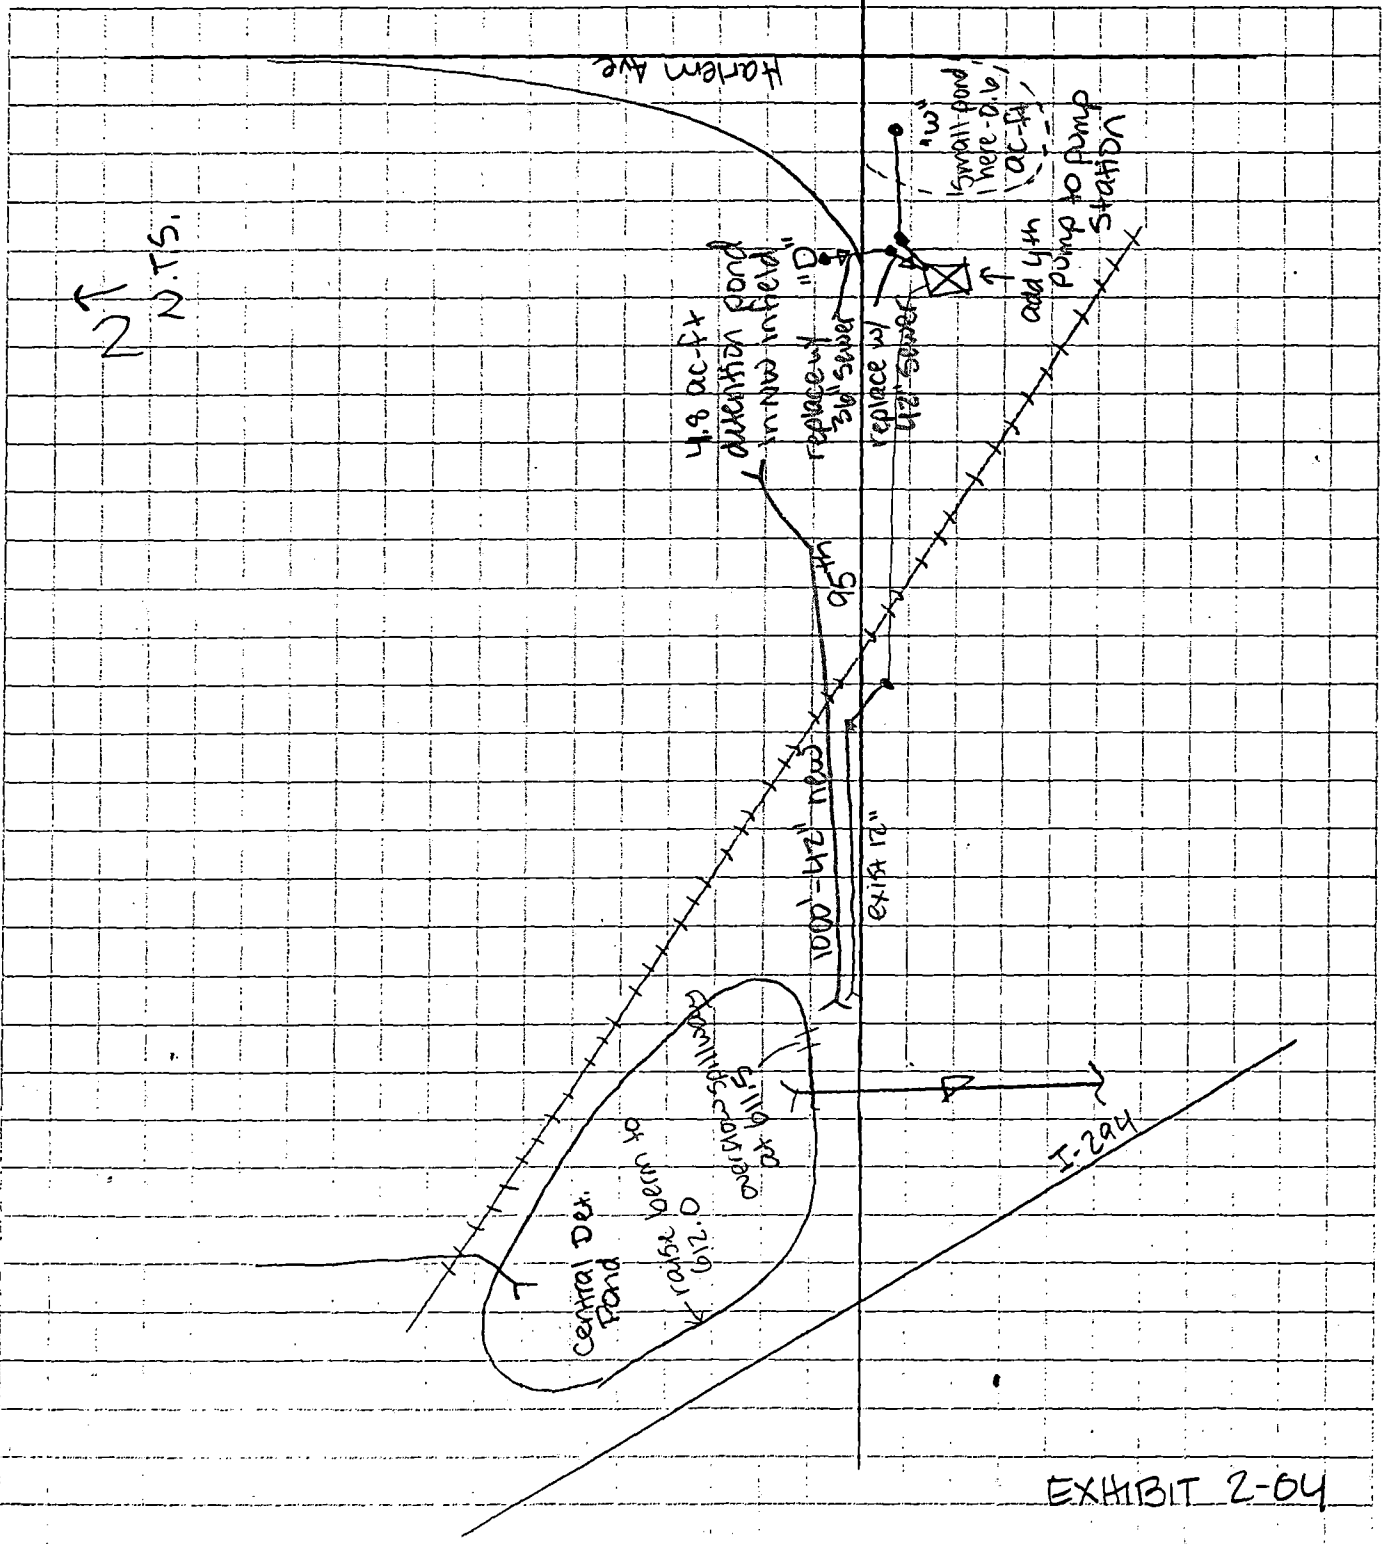 Harlem Ave
"W"
small pond
here - 0.6
ac-ft
add 4th
pump to pump
station
N
N.T.S.
4.8 ac-ft
detention pond
in NW infield
"D"
replace w/
36" sewer
replace w/
42" sewer
95th
1000'-42" new
exist 12"
overflow spillway
at 611.5
raise berm to
612.0
Central Det.
Pond
I-294
EXHIBIT 2-04